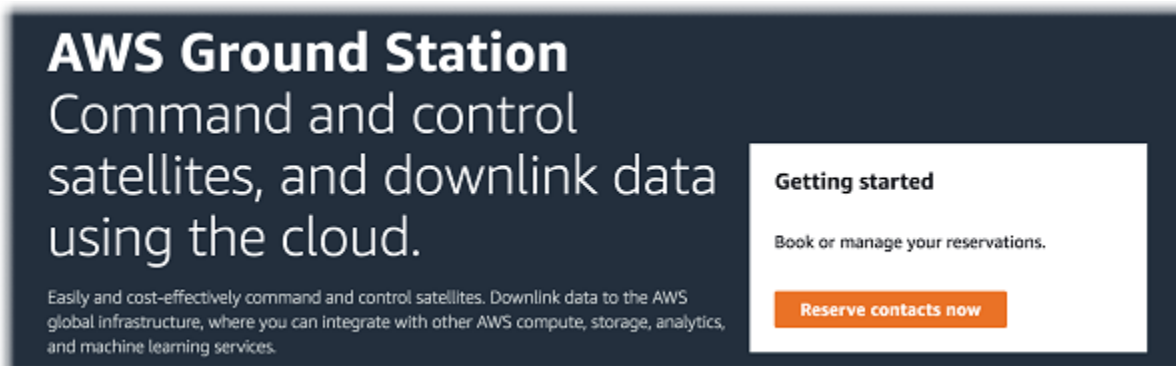 AWS Ground Station
Command and control
satellites, and downlink data
using the cloud.
Easily and cost-effectively command and control satellites. Downlink data to the AWS
global infrastructure, where you can integrate with other AWS compute, storage, analytics,
and machine learning services.
Getting started
Book or manage your reservations.
Reserve contacts now